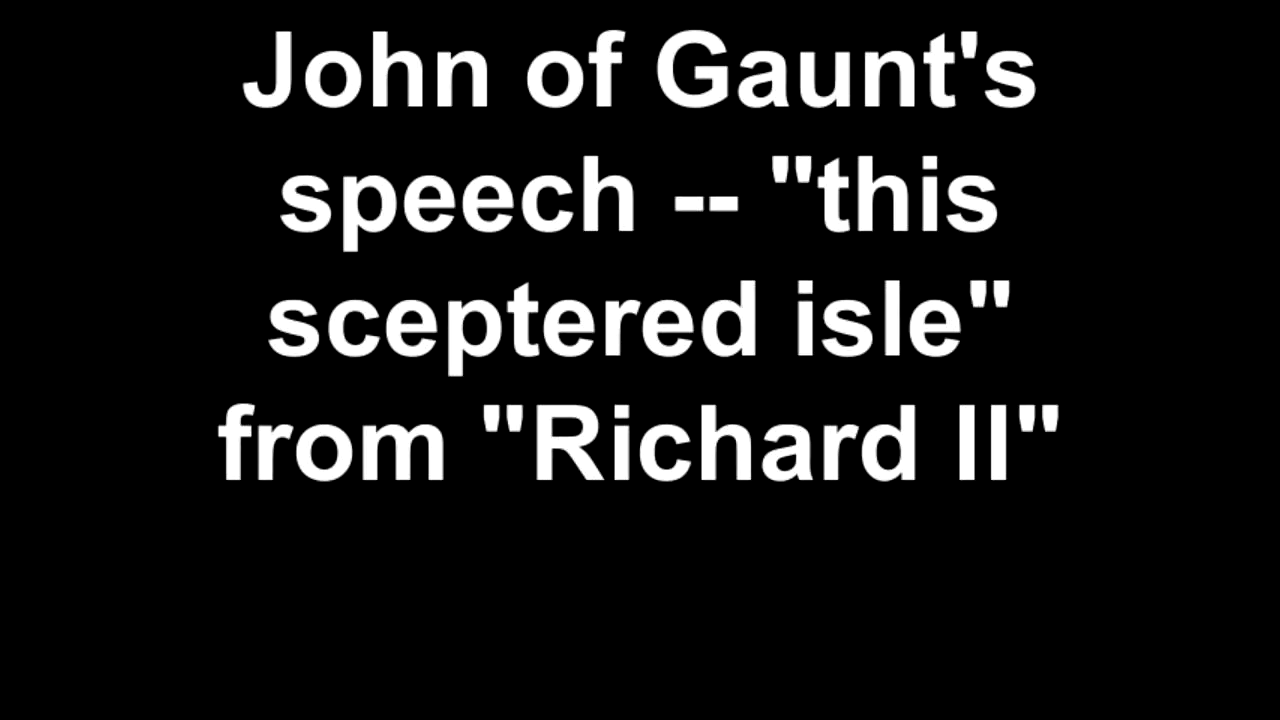 John of Gaunt's
speech -- "this
sceptered isle"
from "Richard II"